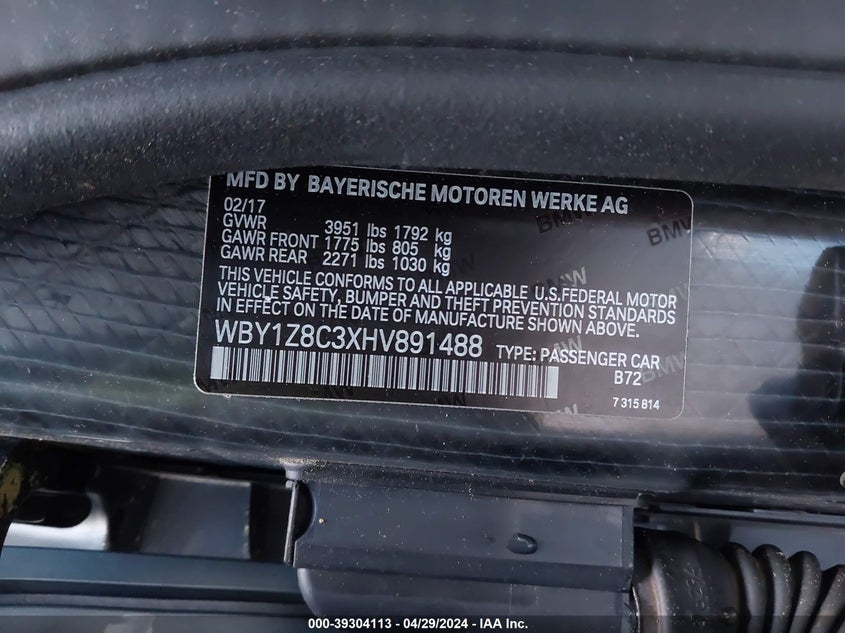 MFD BY BAYERISCHE MOTOREN WERKE AG
02/17
GVWR 3951 lbs 1792 kg
GAWR FRONT 1775 lbs 805 kg
GAWR REAR 2271 lbs 1030 kg
THIS VEHICLE CONFORMS TO ALL APPLICABLE U.S.FEDERAL MOTOR
VEHICLE SAFETY, BUMPER AND THEFT PREVENTION STANDARDS
IN EFFECT ON THE DATE OF MANUFACTURE SHOWN ABOVE.
WBY1Z8C3XHV891488 TYPE: PASSENGER CAR
B72
7 315 814
BMW
BMW
BMW
000-39304113 - 04/29/2024 - IAA Inc.